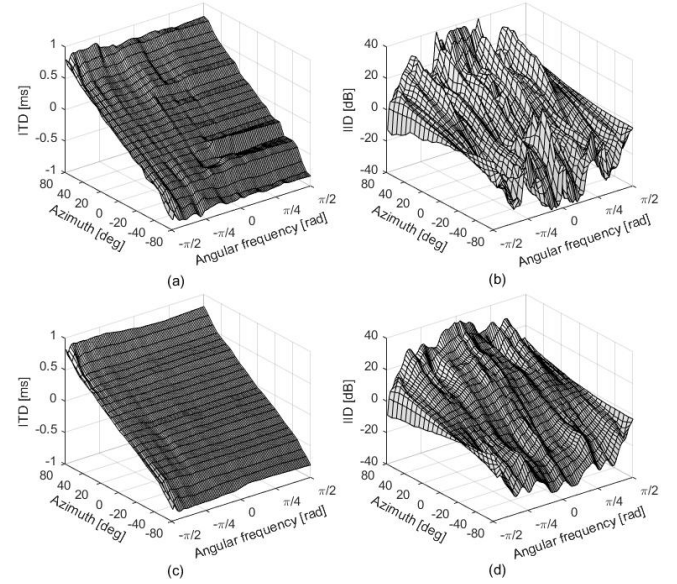 1
0.5
0
-0.5
-1
ITD [ms]
80
40
20
0
-20
-40
-80
Azimuth [deg]
-π/2
-π/4
0
π/4
π/2
Angular frequency [rad]
(a)
40
20
0
-20
-40
IID [dB]
80
40
20
0
-20
-40
-80
Azimuth [deg]
-π/2
-π/4
0
π/4
π/2
Angular frequency [rad]
(b)
1
0.5
0
-0.5
-1
ITD [ms]
80
40
20
0
-20
-40
-80
Azimuth [deg]
-π/2
-π/4
0
π/4
π/2
Angular frequency [rad]
(c)
40
20
0
-20
-40
IID [dB]
80
40
20
0
-20
-40
-80
Azimuth [deg]
-π/2
-π/4
0
π/4
π/2
Angular frequency [rad]
(d)